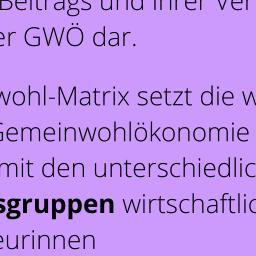 Beitrags und ihrer Ver
er GWÖ dar.
wohl-Matrix setzt die w
Gemeinwohlökonomie
mit den unterschiedlic
sgruppen wirtschaftlic
eurinnen